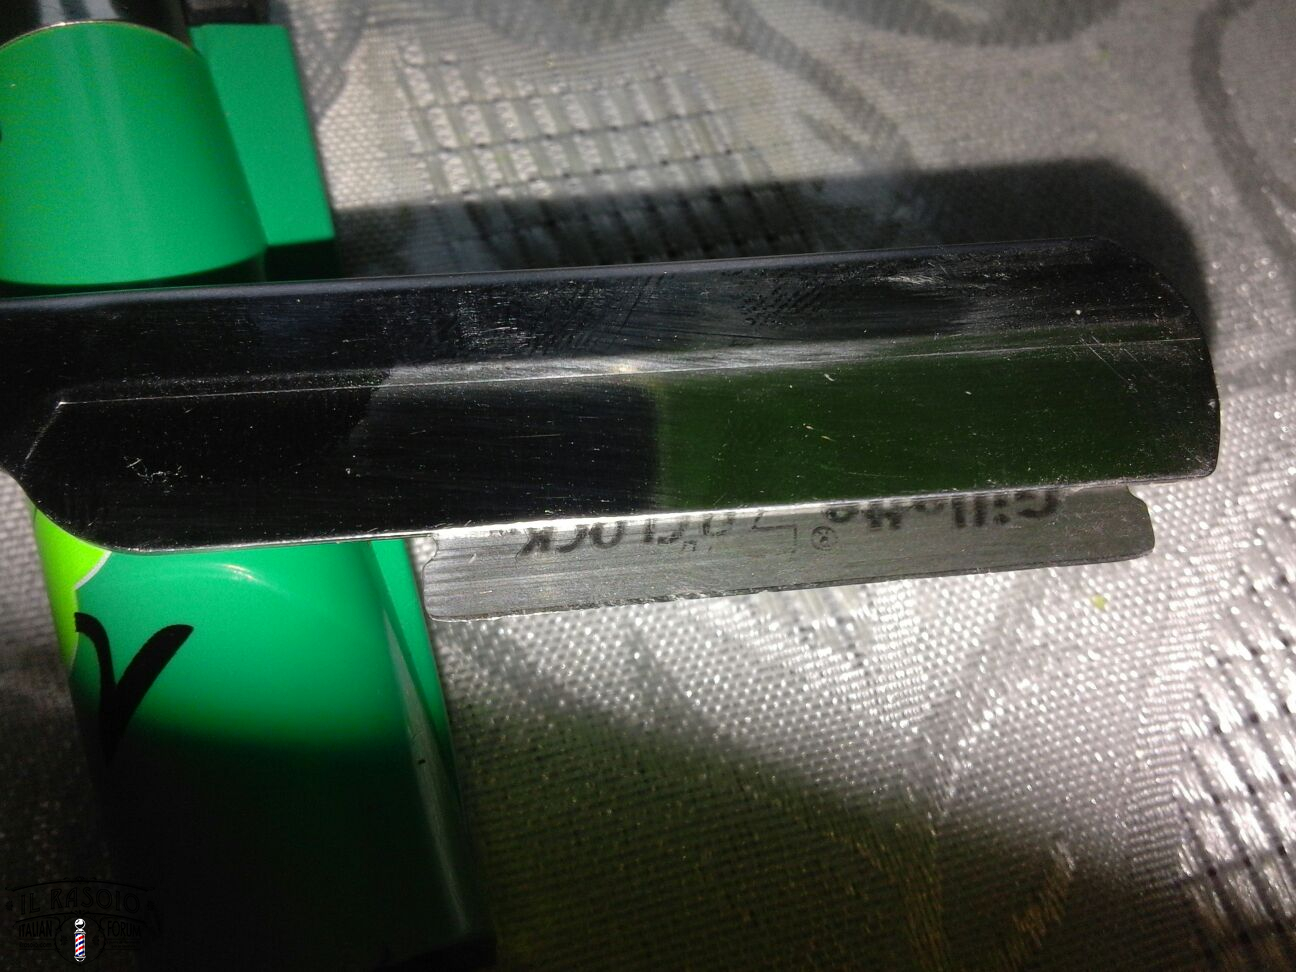 Gillette® 7 o'CLOCK
IL RASOIO
ITALIAN FORUM